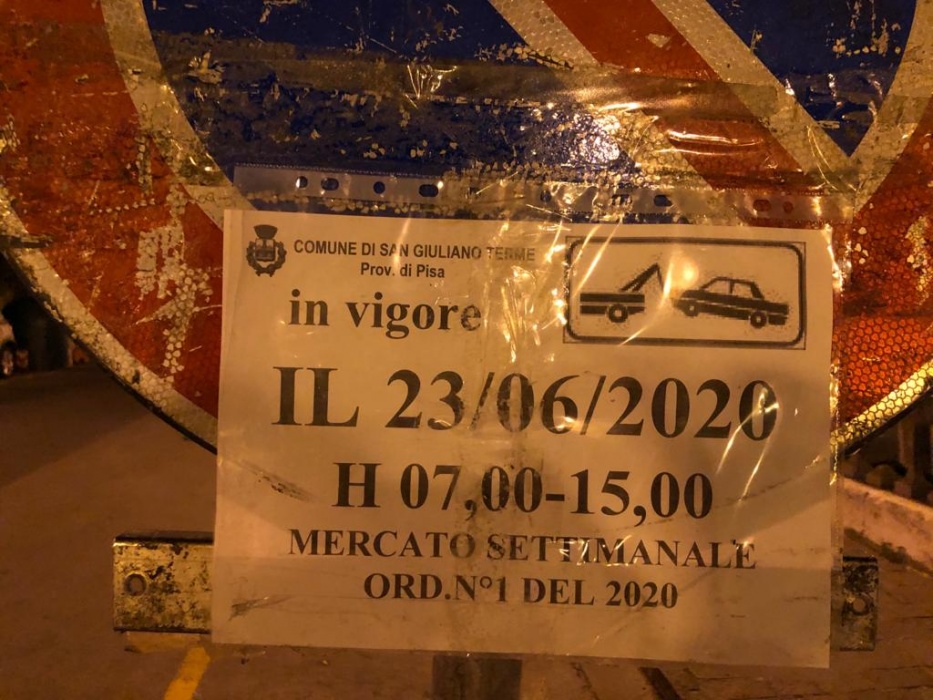 COMUNE DI SAN GIULIANO TERME
Prov. di Pisa
in vigore
IL 23/06/2020
H 07,00-15,00
MERCATO SETTIMANALE
ORD.N°1 DEL 2020